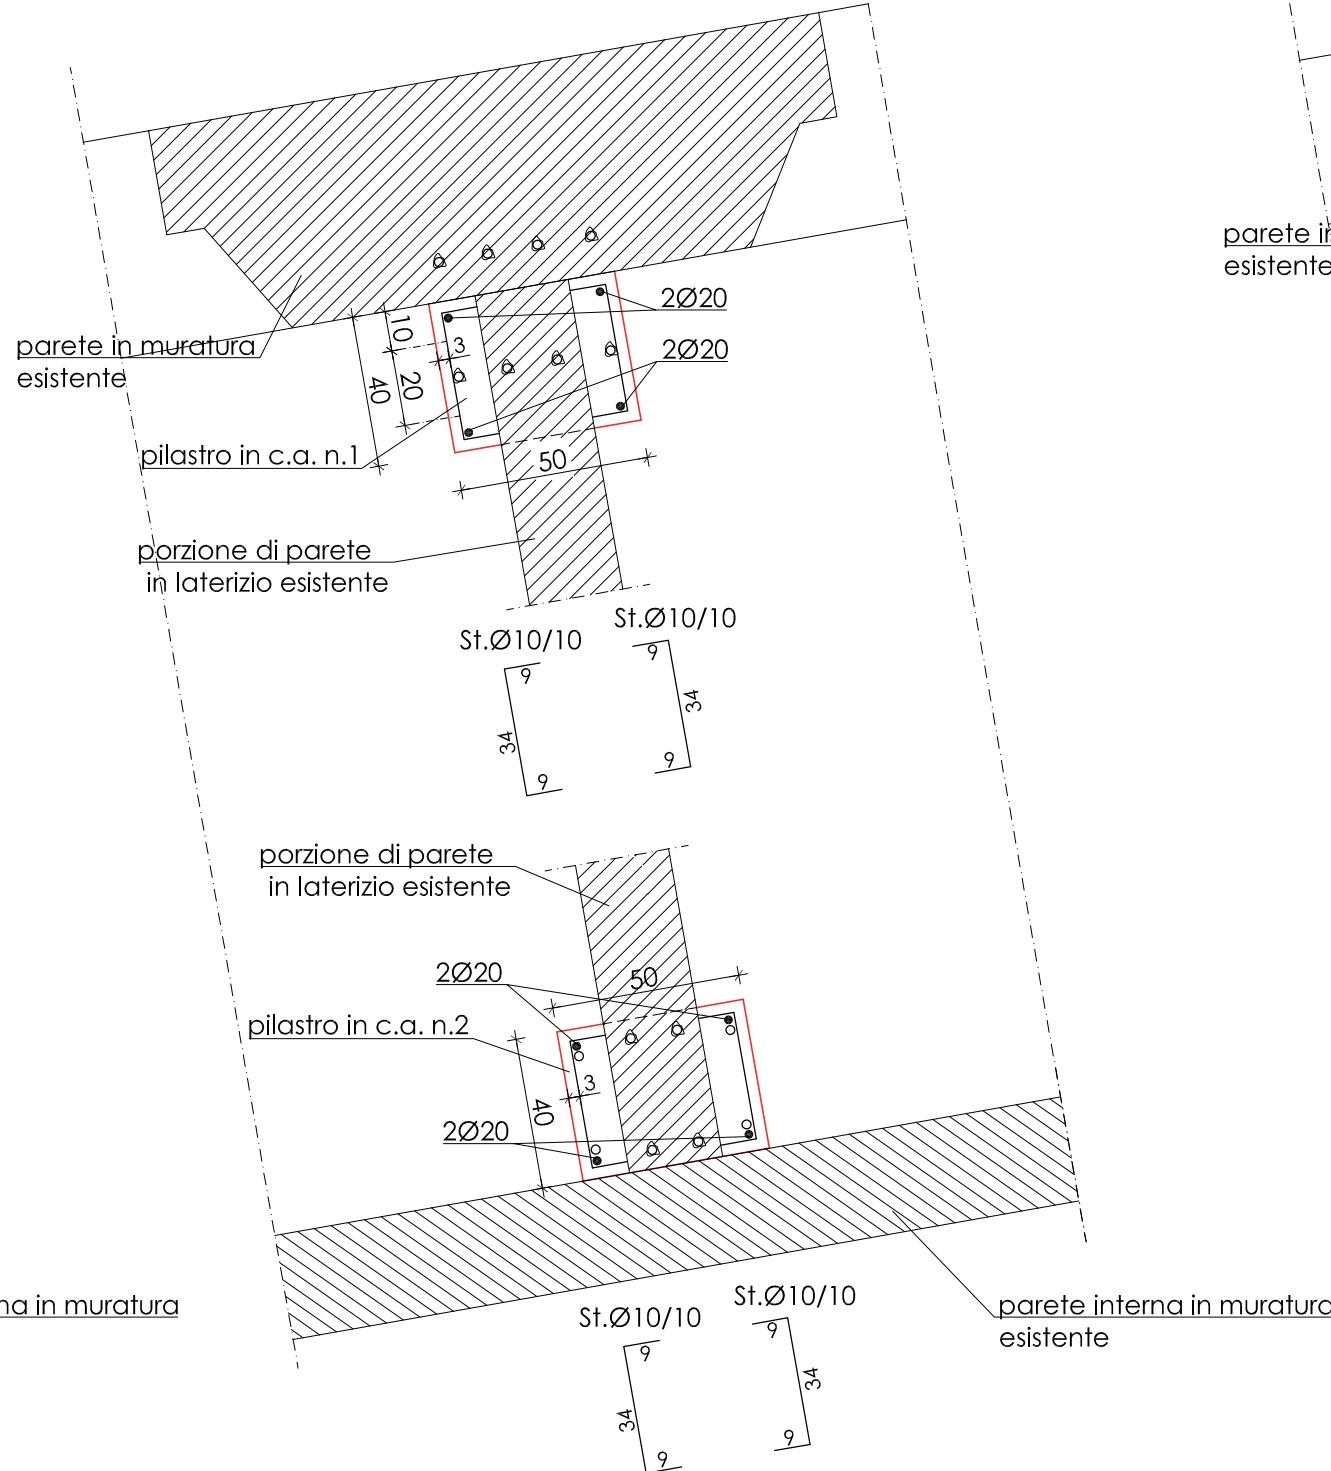 parete in
esistente
2Ø20
10
parete in muratura
esistente
3
2Ø20
20
40
pilastro in c.a. n.1
50
porzione di parete
in laterizio esistente
St.Ø10/10
St.Ø10/10
9
9
34
34
9
9
porzione di parete
in laterizio esistente
2Ø20
50
pilastro in c.a. n.2
3
40
2Ø20
na in muratura
St.Ø10/10
St.Ø10/10
parete interna in muratura
esistente
9
9
34
34
9
9